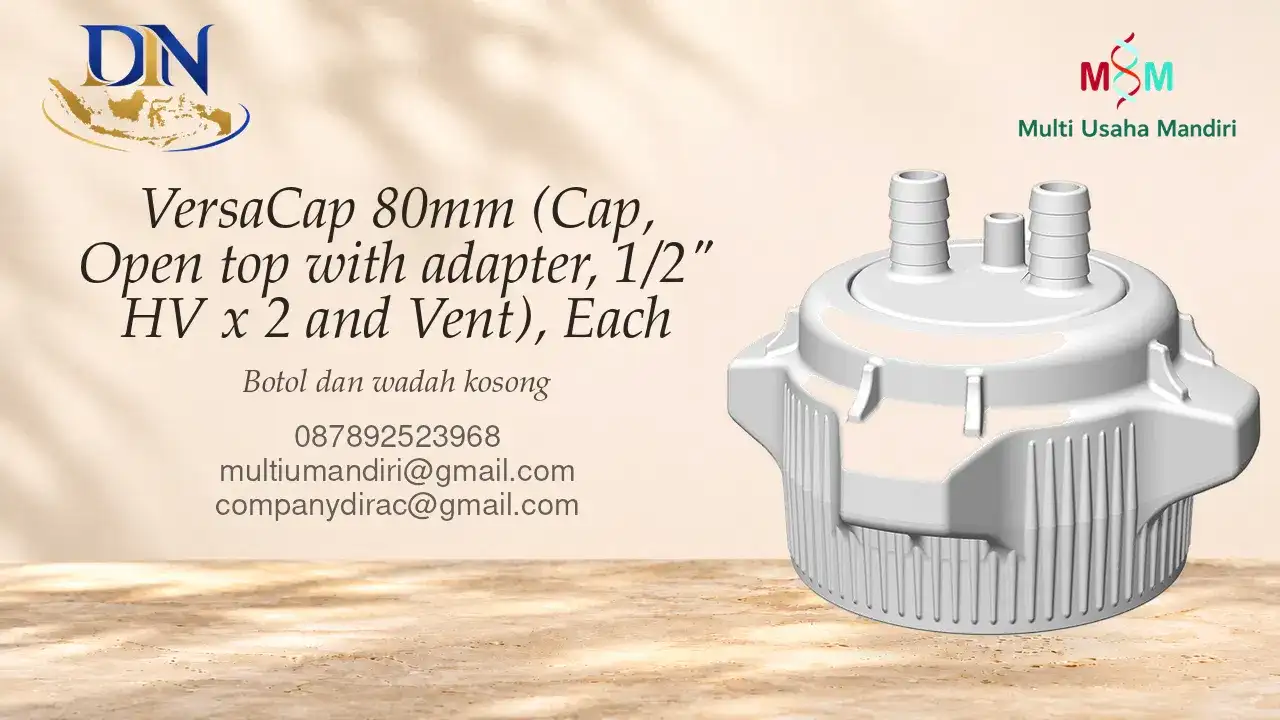 DN
M M
Multi Usaha Mandiri
VersaCap 80mm (Cap,
Open top with adapter, 1/2"
HV x 2 and Vent), Each
Botol dan wadah kosong
087892523968
multiumandiri@gmail.com
companydirac@gmail.com